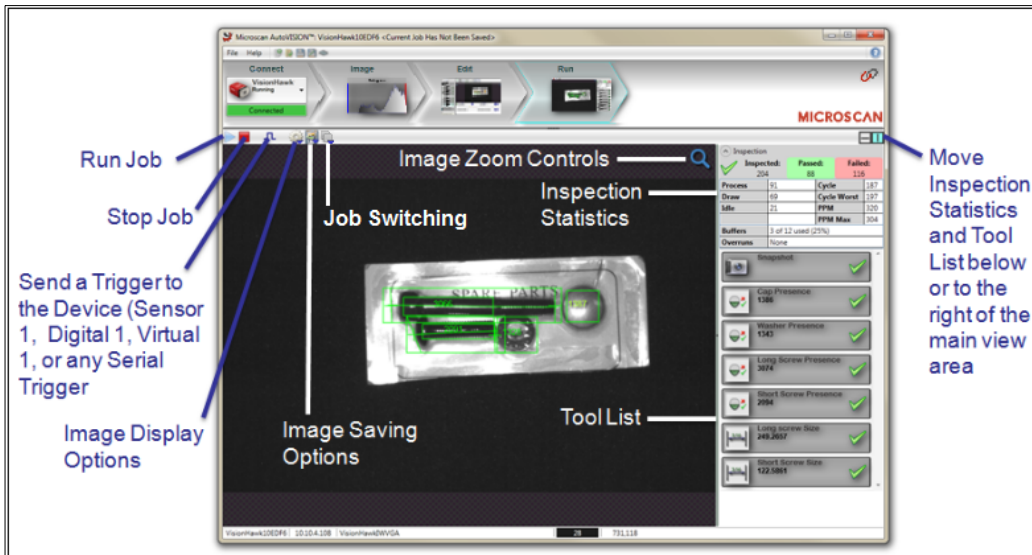 Microscan AutoVISION™: VisionHawk10EDF6 <Current Job Has Not Been Saved>
File Help
Connect
Image
Edit
Run
VisionHawk
Running
Connected
MICROSCAN
Run Job
Stop Job
Send a Trigger to
the Device (Sensor
1, Digital 1, Virtual
1, or any Serial
Trigger
Image Display
Options
Image Zoom Controls
Inspection
Statistics
Job Switching
Image Saving
Options
Tool List
SPARE PARTS
Move
Inspection
Statistics
and Tool
List below
or to the
right of the
main view
area
Inspection
Inspected: Passed: Failed:
204 88 116
Process 91 Cycle 187
Draw 69 Cycle Worst 197
Idle 21 PPM 320
PPM Max 304
Buffers 3 of 12 used (25%)
Overruns None
Snapshot
Cap Presence
1386
Washer Presence
1343
Long Screw Presence
3074
Short Screw Presence
2094
Long screw Size
249.2657
Short Screw Size
122.5801
VisionHawk10EDF6 10.10.4.108 VisionHawk0WVGA 28 731,118